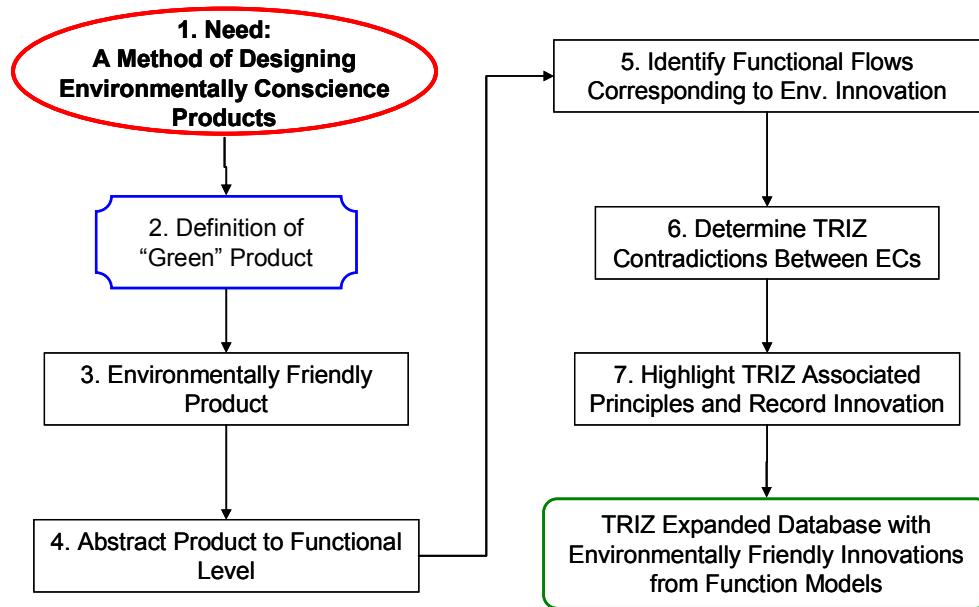 1. Need:
A Method of Designing
Environmentally Conscience
Products
2. Definition of
“Green” Product
3. Environmentally Friendly
Product
4. Abstract Product to Functional
Level
5. Identify Functional Flows
Corresponding to Env. Innovation
6. Determine TRIZ
Contradictions Between ECs
7. Highlight TRIZ Associated
Principles and Record Innovation
TRIZ Expanded Database with
Environmentally Friendly Innovations
from Function Models